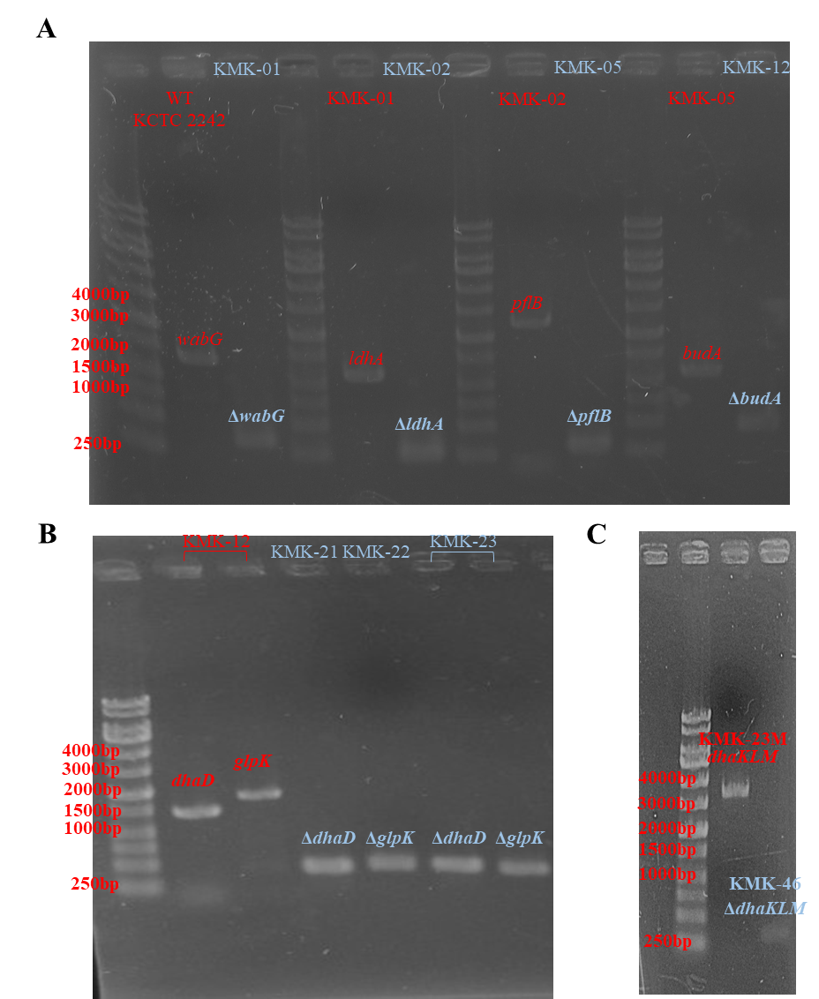 A
KMK-01 KMK-02 KMK-05 KMK-12
WT KMK-01 KMK-02 KMK-05
KCTC 2242
4000bp
3000bp
2000bp
1500bp
1000bp
250bp
wabG
ldhA
pflB
budA
ΔwabG
ΔldhA
ΔpflB
ΔbudA
B
KMK-12 KMK-21 KMK-22 KMK-23
4000bp
3000bp
2000bp
1500bp
1000bp
250bp
dhaD
glpK
ΔdhaD ΔglpK ΔdhaD ΔglpK
C
KMK-23M
dhaKLM
4000bp
3000bp
2000bp
1500bp
1000bp
250bp
KMK-46
ΔdhaKLM